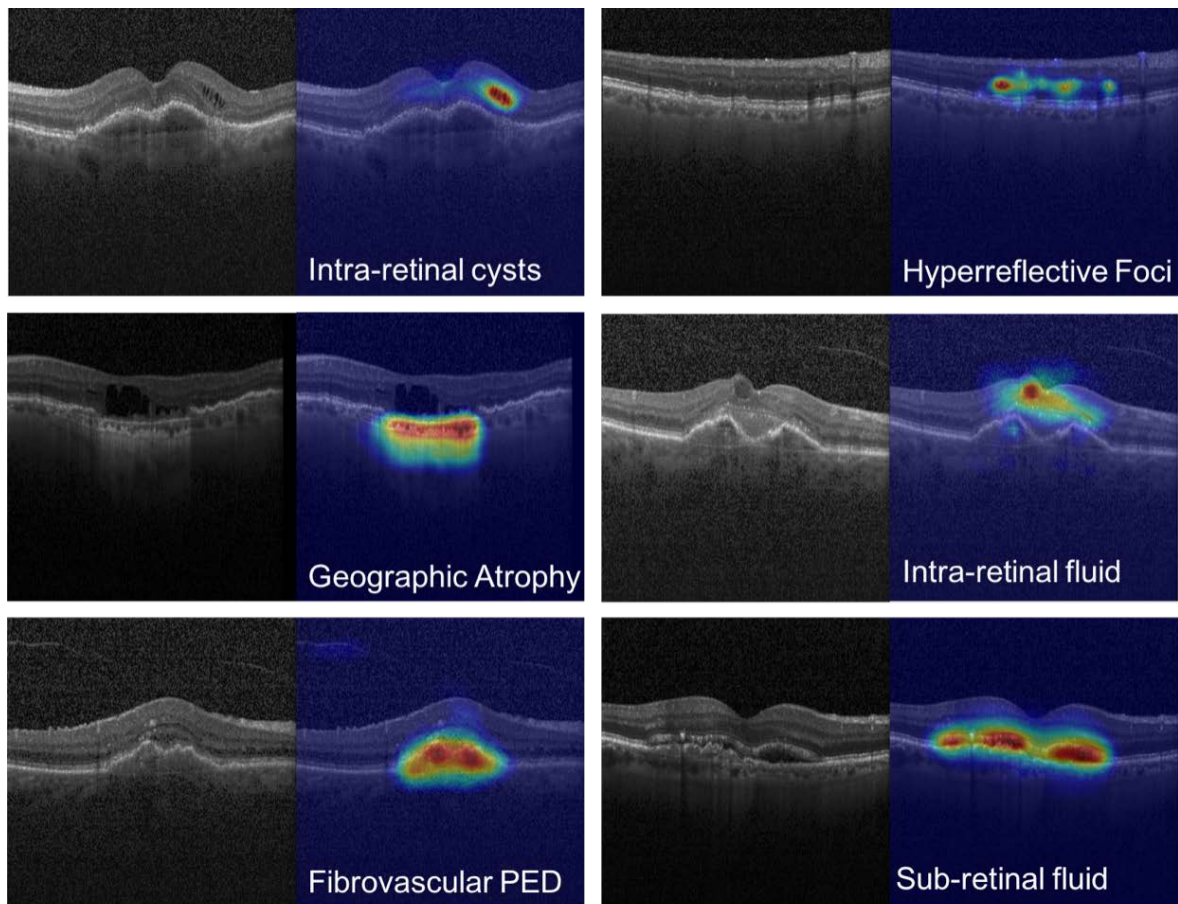 Intra-retinal cysts
Hyperreflective Foci
Geographic Atrophy
Intra-retinal fluid
Fibrovascular PED
Sub-retinal fluid